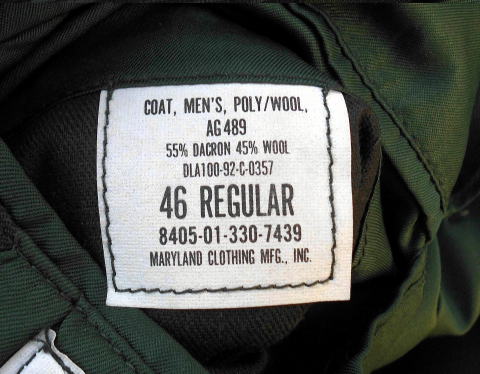 COAT, MEN'S, POLY/WOOL,
AG 489
55% DACRON 45% WOOL
DLA100-92-C-0357
46 REGULAR
8405-01-330-7439
MARYLAND CLOTHING MFG., INC.